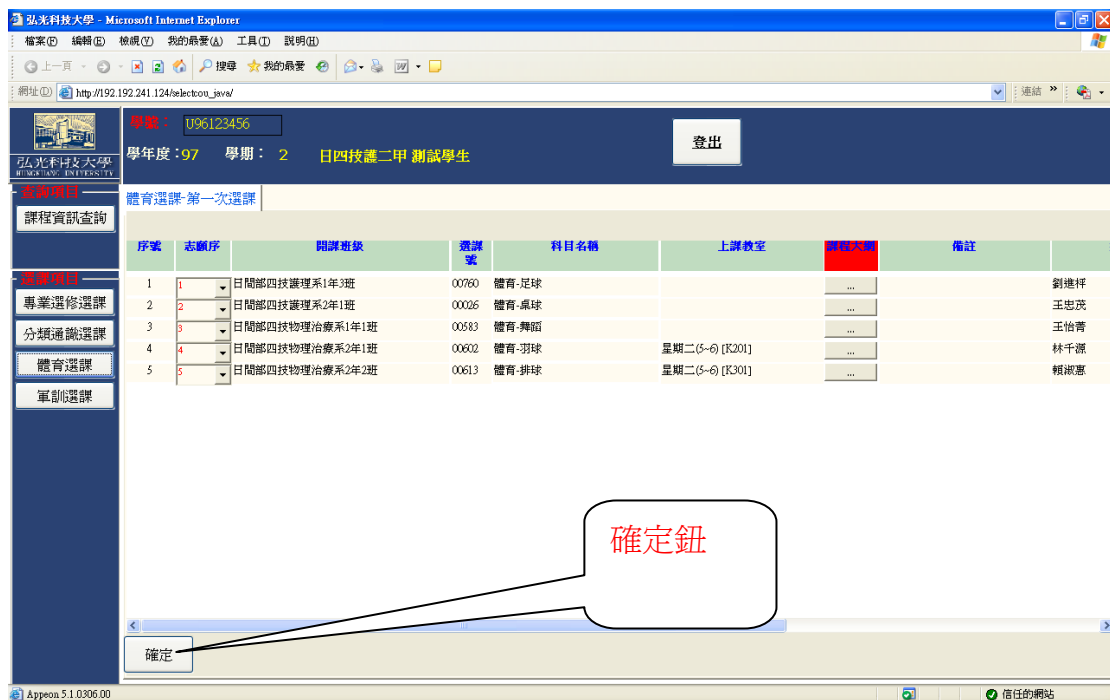 弘光科技大學 - Microsoft Internet Explorer
檔案(F) 編輯(E) 檢視(V) 我的最愛(A) 工具(T) 說明(H)
上一頁 搜尋 我的最愛
網址(D) http://192.192.241.124/selectcou_java/ 連結
弘光科技大學
HUNGKUANG UNIVERSITY
學號： U96123456
學年度：97 學期： 2 日四技護二甲 測試學生
登出
查詢項目
課程資訊查詢
選課項目
專業選修選課
分類通識選課
體育選課
軍訓選課
體育選課-第一次選課
序號 志願序 開課班級 選課號 科目名稱 上課教室 課程大綱 備註
1 1 日間部四技護理系1年3班 00760 體育-足球 ... 劉進枰
2 2 日間部四技護理系2年1班 00026 體育-桌球 ... 王忠茂
3 3 日間部四技物理治療系1年1班 00583 體育-舞蹈 ... 王怡菁
4 4 日間部四技物理治療系2年1班 00602 體育-羽球 星期二(5~6) [K201] ... 林千源
5 5 日間部四技物理治療系2年2班 00613 體育-排球 星期二(5~6) [K301] ... 賴淑惠
確定鈕
確定
Appeon 5.1.0306.00 信任的網站